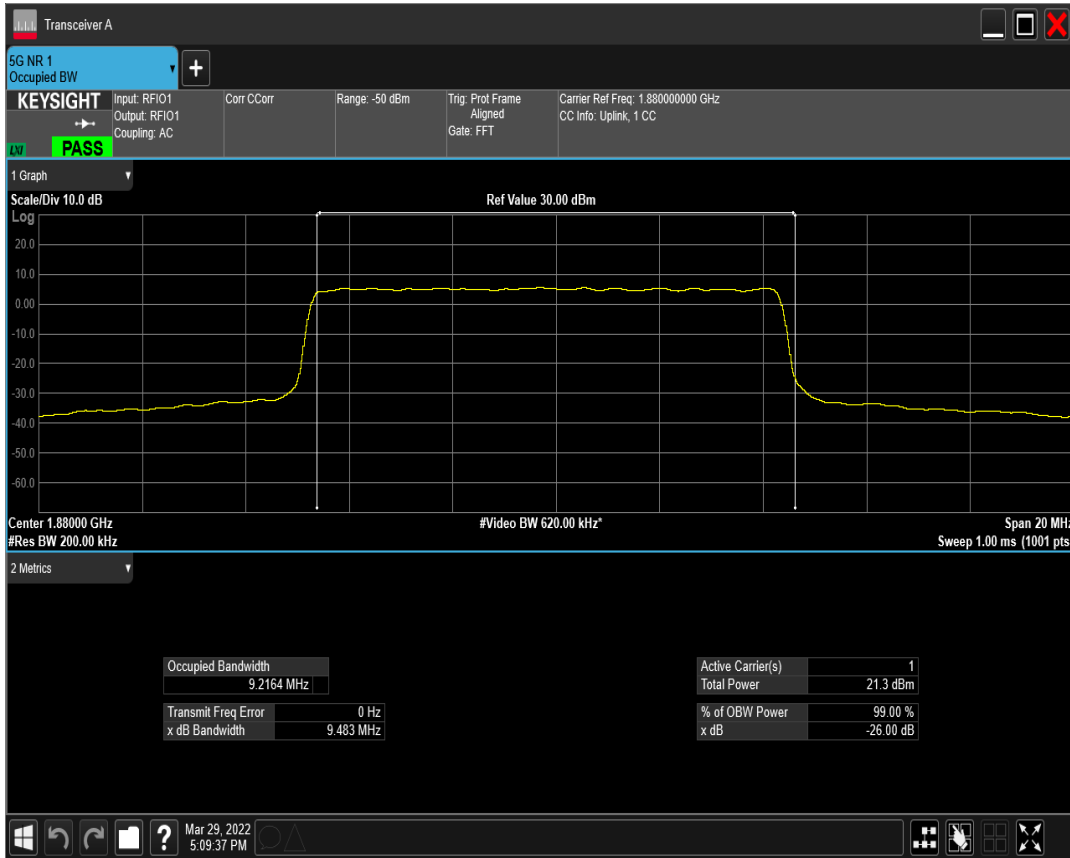 Transceiver A
5G NR 1
Occupied BW
+
KEYSIGHT
Input: RFIO1
Output: RFIO1
Coupling: AC
Corr CCorr
Range: -50 dBm
Trig: Prot Frame
Aligned
Gate: FFT
Carrier Ref Freq: 1.880000000 GHz
CC Info: Uplink, 1 CC
LXI
PASS
1 Graph
Scale/Div 10.0 dB
Ref Value 30.00 dBm
Log
20.0
10.0
0.00
-10.0
-20.0
-30.0
-40.0
-50.0
-60.0
Center 1.88000 GHz
#Video BW 620.00 kHz*
Span 20 MHz
#Res BW 200.00 kHz
Sweep 1.00 ms (1001 pts
2 Metrics
Occupied Bandwidth
9.2164 MHz
Transmit Freq Error 0 Hz
x dB Bandwidth 9.483 MHz
Active Carrier(s) 1
Total Power 21.3 dBm
% of OBW Power 99.00 %
x dB -26.00 dB
?
Mar 29, 2022
5:09:37 PM